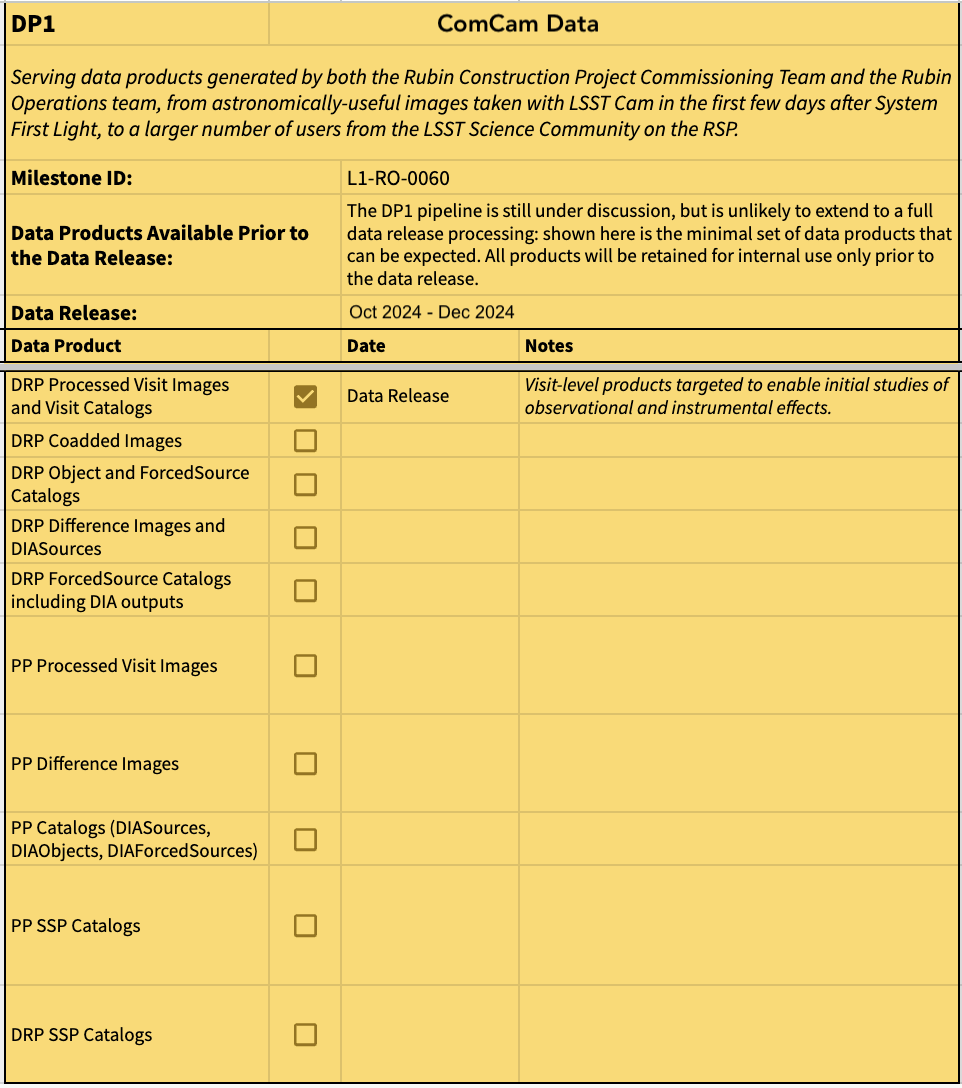 DP1
ComCam Data
Serving data products generated by both the Rubin Construction Project Commissioning Team and the Rubin
Operations team, from astronomically-useful images taken with LSST Cam in the first few days after System
First Light, to a larger number of users from the LSST Science Community on the RSP.
Milestone ID:
L1-RO-0060
Data Products Available Prior to
the Data Release:
The DP1 pipeline is still under discussion, but is unlikely to extend to a full
data release processing: shown here is the minimal set of data products that
can be expected. All products will be retained for internal use only prior to
the data release.
Data Release:
Oct 2024 - Dec 2024
Data Product
Date
Notes
DRP Processed Visit Images
and Visit Catalogs
Data Release
Visit-level products targeted to enable initial studies of
observational and instrumental effects.
DRP Coadded Images
DRP Object and ForcedSource
Catalogs
DRP Difference Images and
DIASources
DRP ForcedSource Catalogs
including DIA outputs
PP Processed Visit Images
PP Difference Images
PP Catalogs (DIASources,
DIAObjects, DIAForcedSources)
PP SSP Catalogs
DRP SSP Catalogs